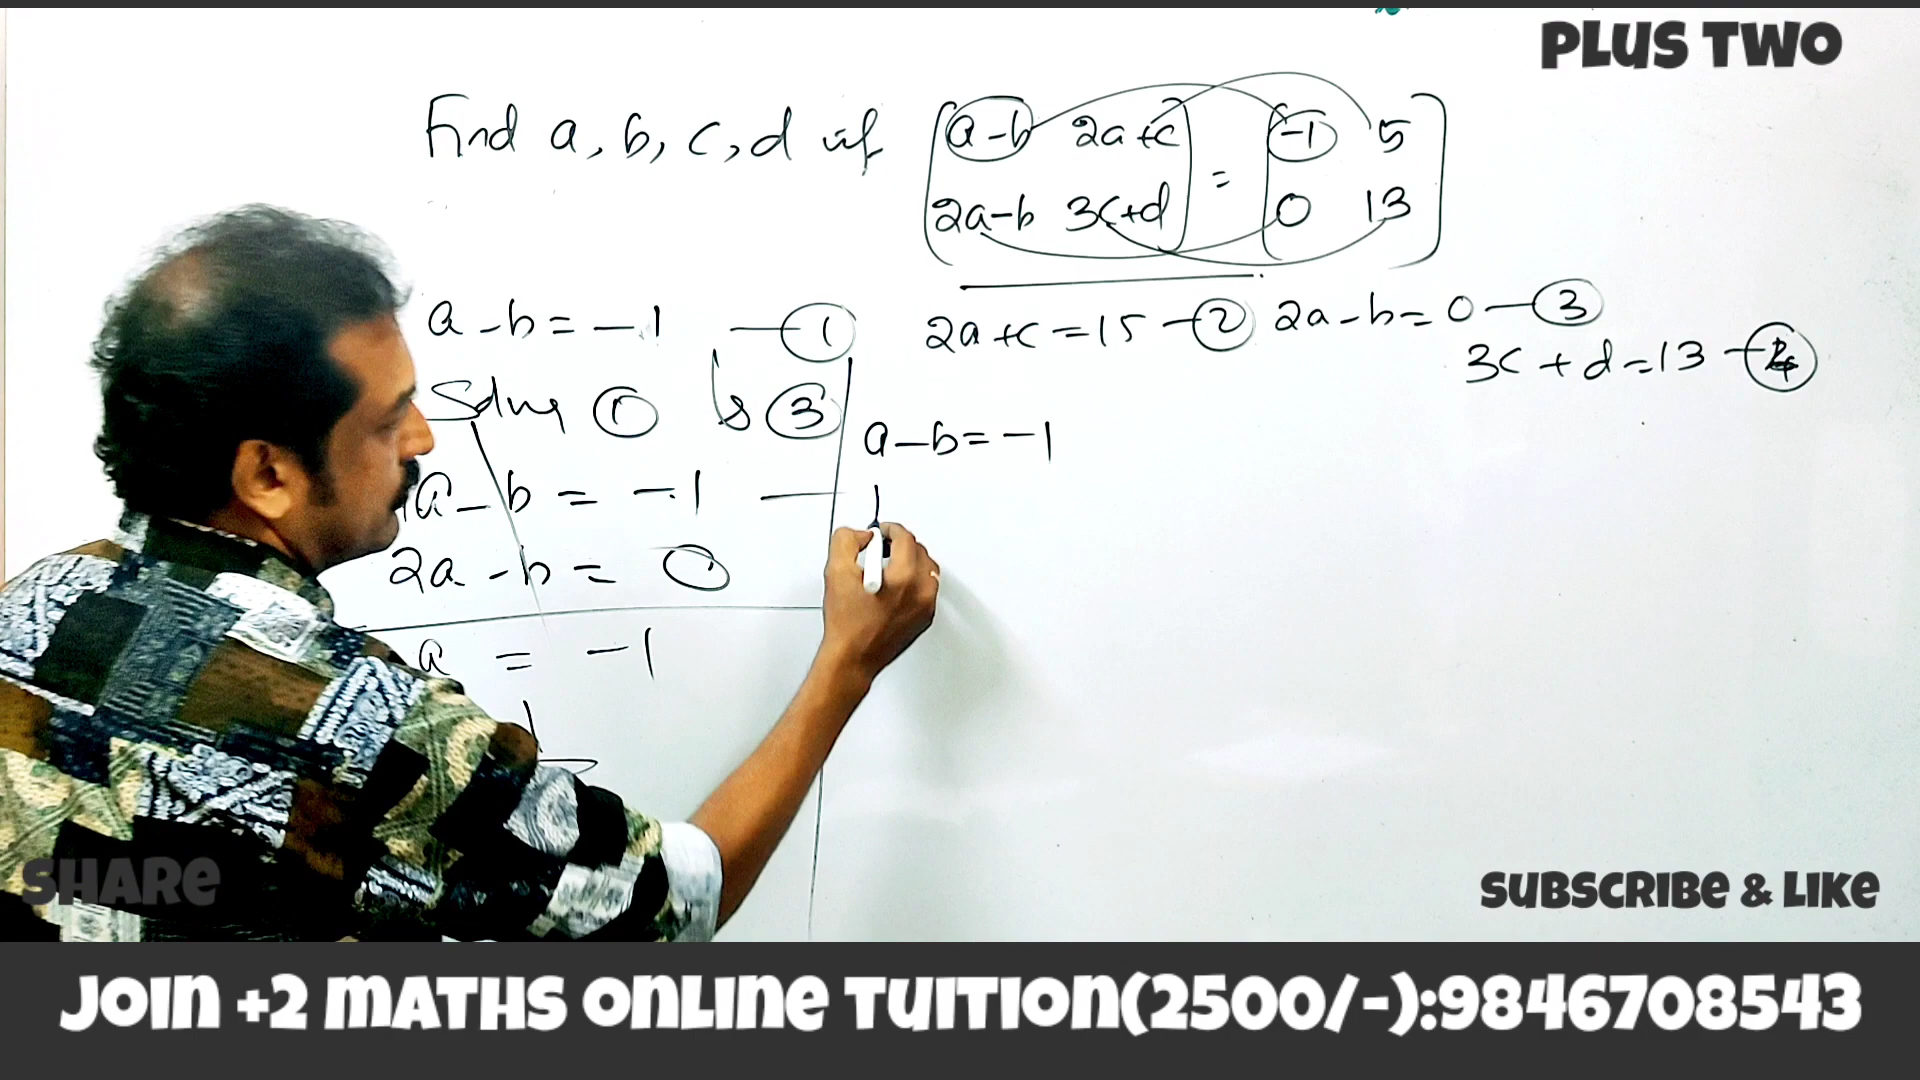 PLUS TWO
Find a, b, c, d if [a-b 2a+c = [-1 5
2a-b 3c+d] 0 13]
a-b = -1 — 1
2a+c = 15 — 2
2a-b = 0 — 3
3c+d = 13 — 4
Solving 1 & 3
a-b = -1 —
2a-b = 0
a = -1
a-b = -1
1
SHARE
SUBSCRIBE & LIKE
JOIN +2 MATHS ONLINE TUITION(2500/-):9846708543